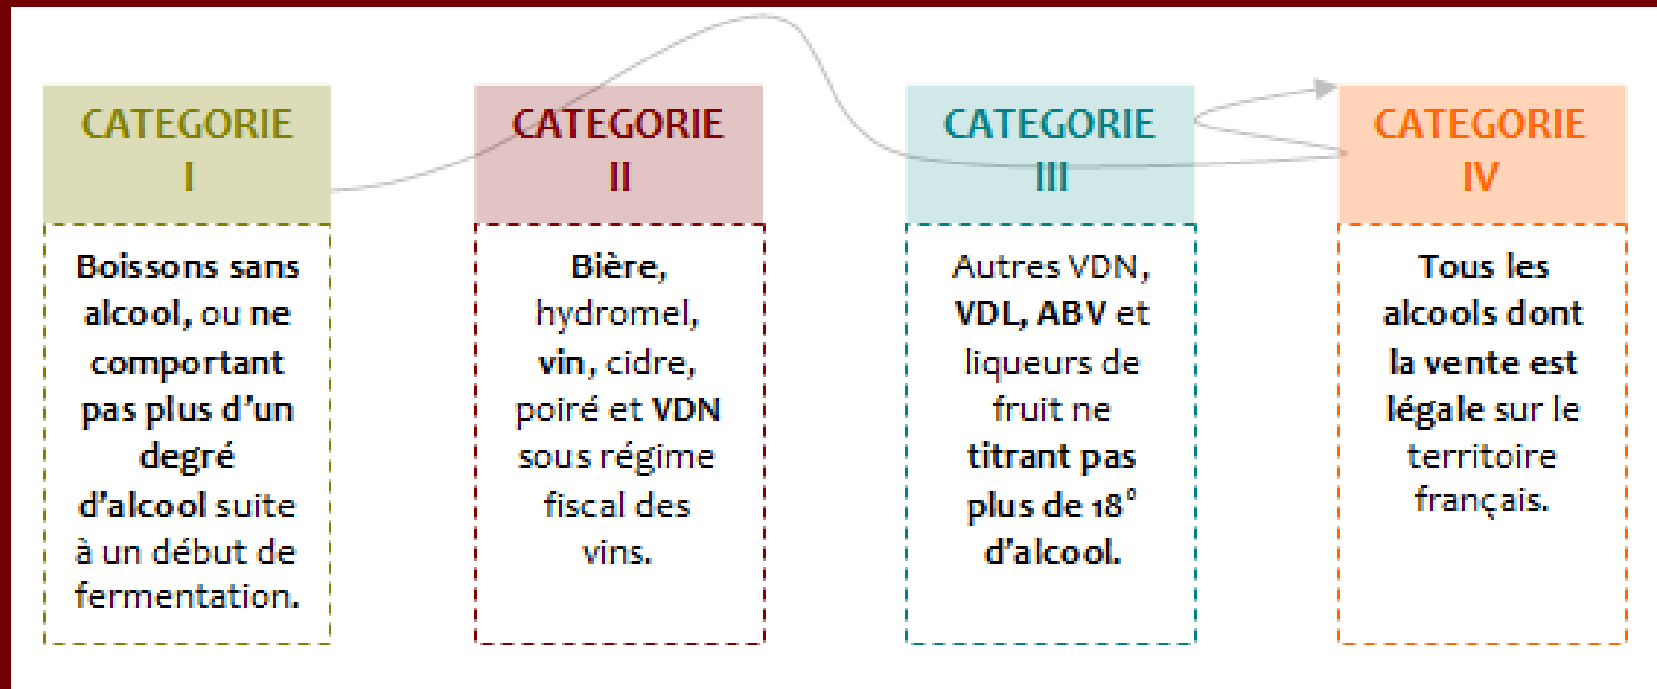 CATEGORIE
I
Boissons sans
alcool, ou ne
comportant
pas plus d'un
degré
d'alcool suite
à un début de
fermentation.
CATEGORIE
II
Bière,
hydromel,
vin, cidre,
poiré et VDN
sous régime
fiscal des
vins.
CATEGORIE
III
Autres VDN,
VDL, ABV et
liqueurs de
fruit ne
titrant pas
plus de 18°
d'alcool.
CATEGORIE
IV
Tous les
alcools dont
la vente est
légale sur le
territoire
français.